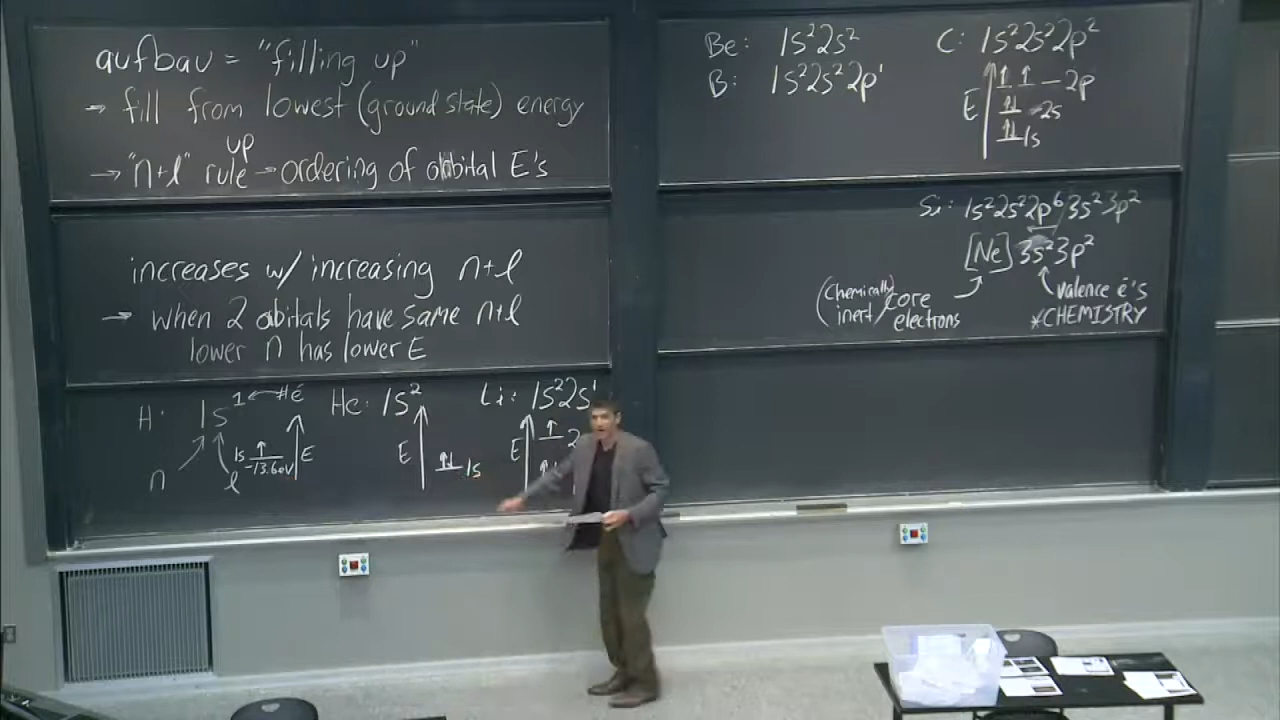 aufbau = "filling up"
→ fill from lowest (ground state) energy
up
→ "n+l" rule - ordering of orbital E's
increases w/ increasing n+l
→ when 2 obitals have same n+l
lower n has lower E
H: 1s¹ ← #é
n
l
1s ↑
-13.6eV
E
He: 1s²
E
1s
Li: 1s²2s¹
E
2
Be: 1s²2s²
B: 1s²2s²2p¹
C: 1s²2s²2p²
E
2p
2s
1s
Si: 1s²2s²2p⁶3s²3p²
[Ne] 3s²3p²
(Chemically
inert)
core
electrons
valence é's
*CHEMISTRY